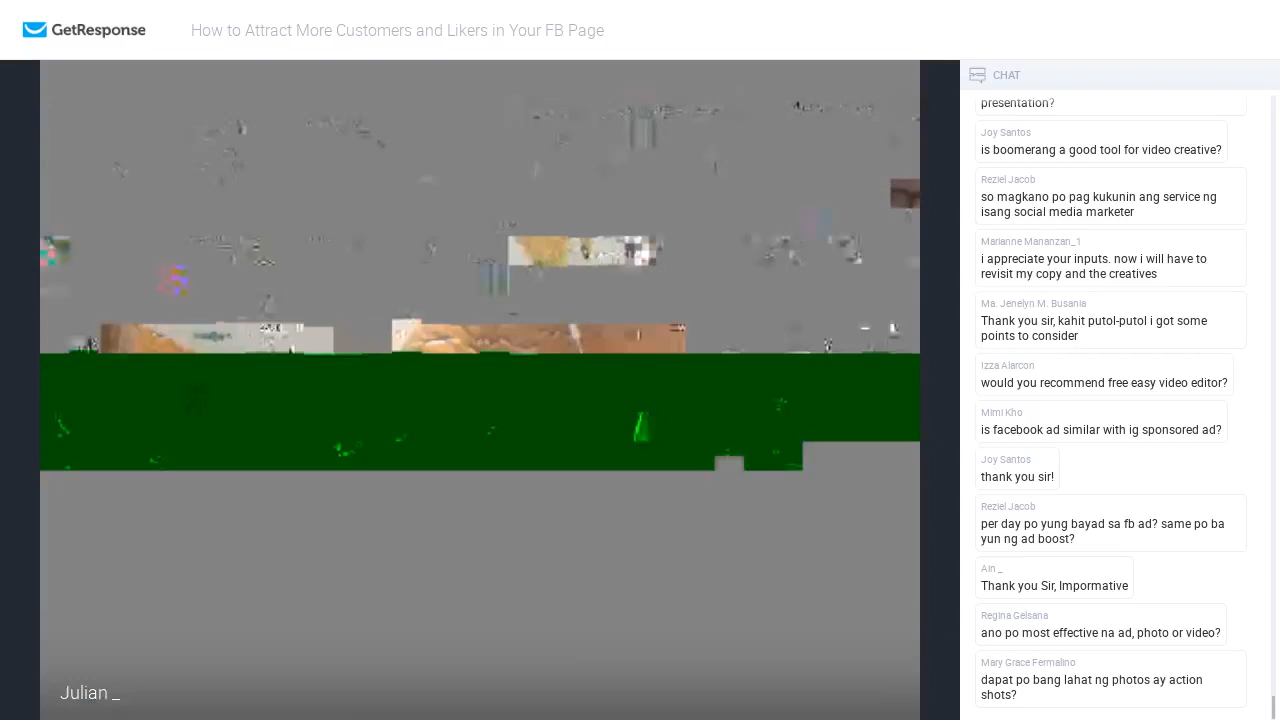 GetResponse
How to Attract More Customers and Likers in Your FB Page
CHAT
presentation?
Joy Santos
is boomerang a good tool for video creative?
Reziel Jacob
so magkano po pag kukunin ang service ng
isang social media marketer
Marianne Mananzan_1
i appreciate your inputs. now i will have to
revisit my copy and the creatives
Ma. Jenelyn M. Busania
Thank you sir, kahit putol-putol i got some
points to consider
Izza Alarcon
would you recommend free easy video editor?
Mimi Kho
is facebook ad similar with ig sponsored ad?
Joy Santos
thank you sir!
Reziel Jacob
per day po yung bayad sa fb ad? same po ba
yun ng ad boost?
Ain _
Thank you Sir, Impormative
Regina Gelsana
ano po most effective na ad, photo or video?
Mary Grace Fermalino
dapat po bang lahat ng photos ay action
shots?
Julian _